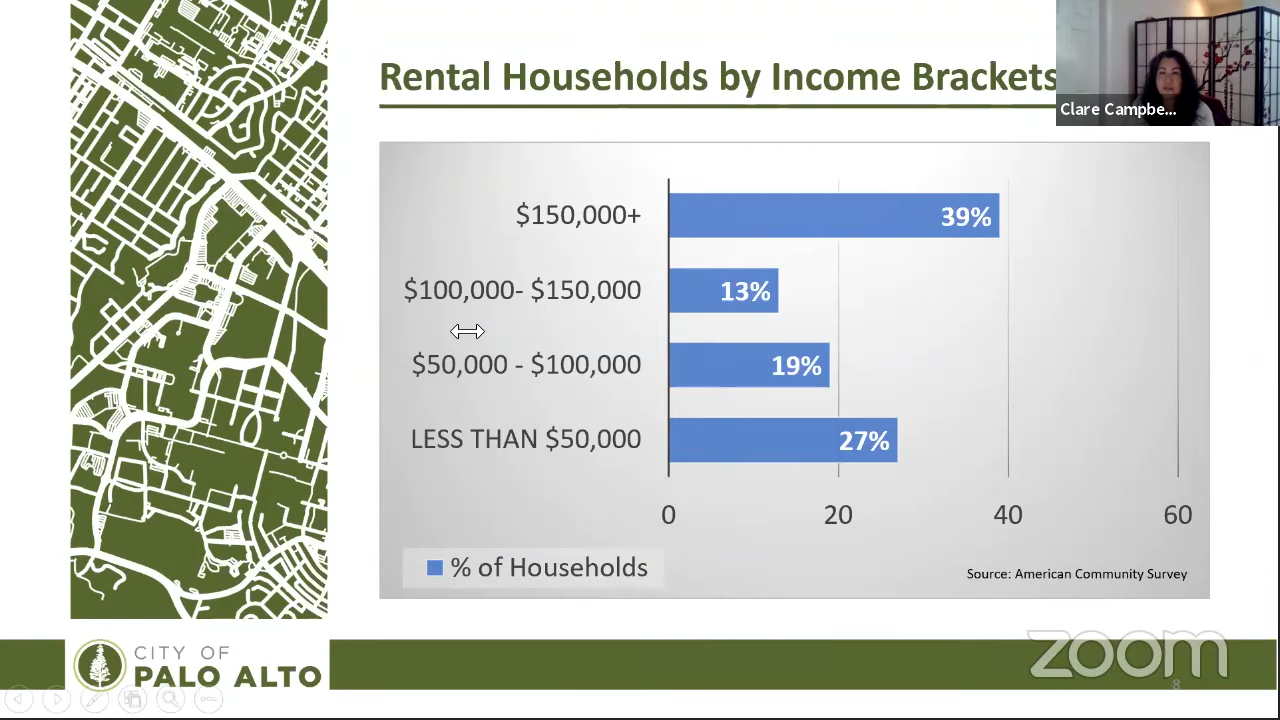 Rental Households by Income Brackets
Clare Campbe...
$150,000+
39%
$100,000- $150,000
13%
$50,000 - $100,000
19%
LESS THAN $50,000
27%
0 20 40 60
% of Households
Source: American Community Survey
CITY OF
PALO ALTO
zoom
8